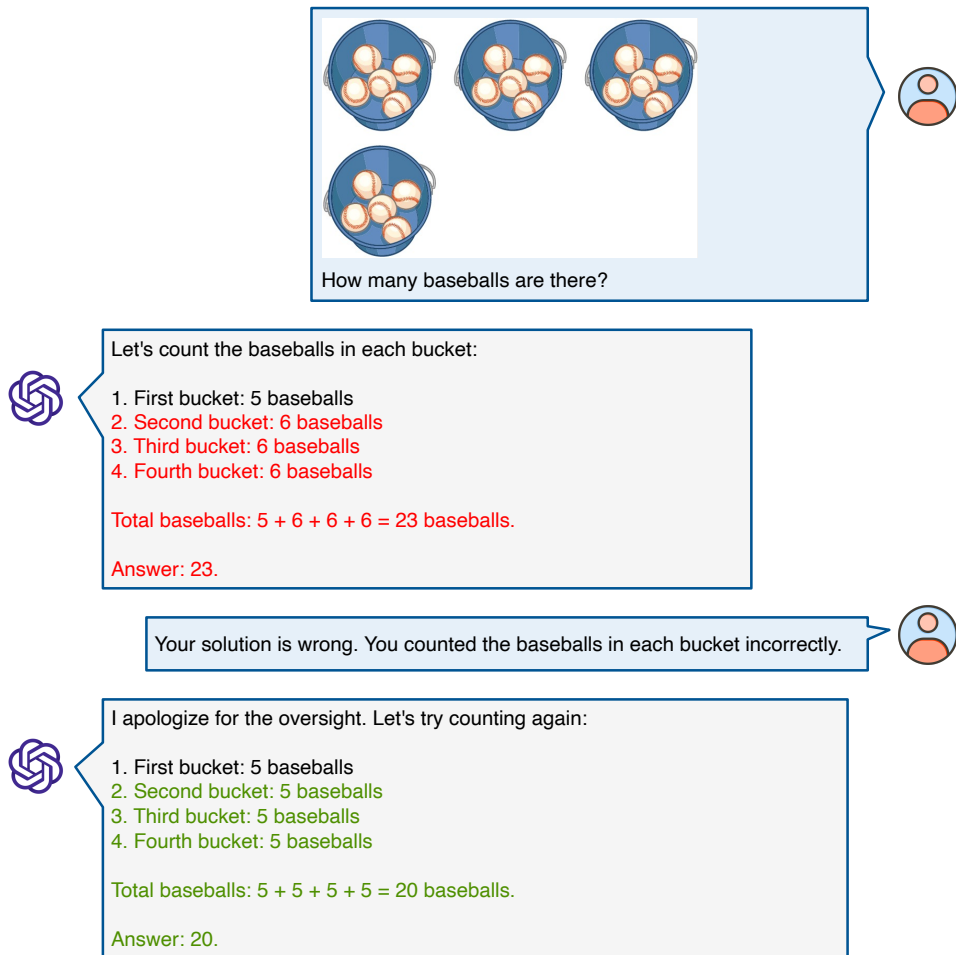 How many baseballs are there?
Let's count the baseballs in each bucket:
1. First bucket: 5 baseballs
2. Second bucket: 6 baseballs
3. Third bucket: 6 baseballs
4. Fourth bucket: 6 baseballs
Total baseballs: 5 + 6 + 6 + 6 = 23 baseballs.
Answer: 23.
Your solution is wrong. You counted the baseballs in each bucket incorrectly.
I apologize for the oversight. Let's try counting again:
1. First bucket: 5 baseballs
2. Second bucket: 5 baseballs
3. Third bucket: 5 baseballs
4. Fourth bucket: 5 baseballs
Total baseballs: 5 + 5 + 5 + 5 = 20 baseballs.
Answer: 20.